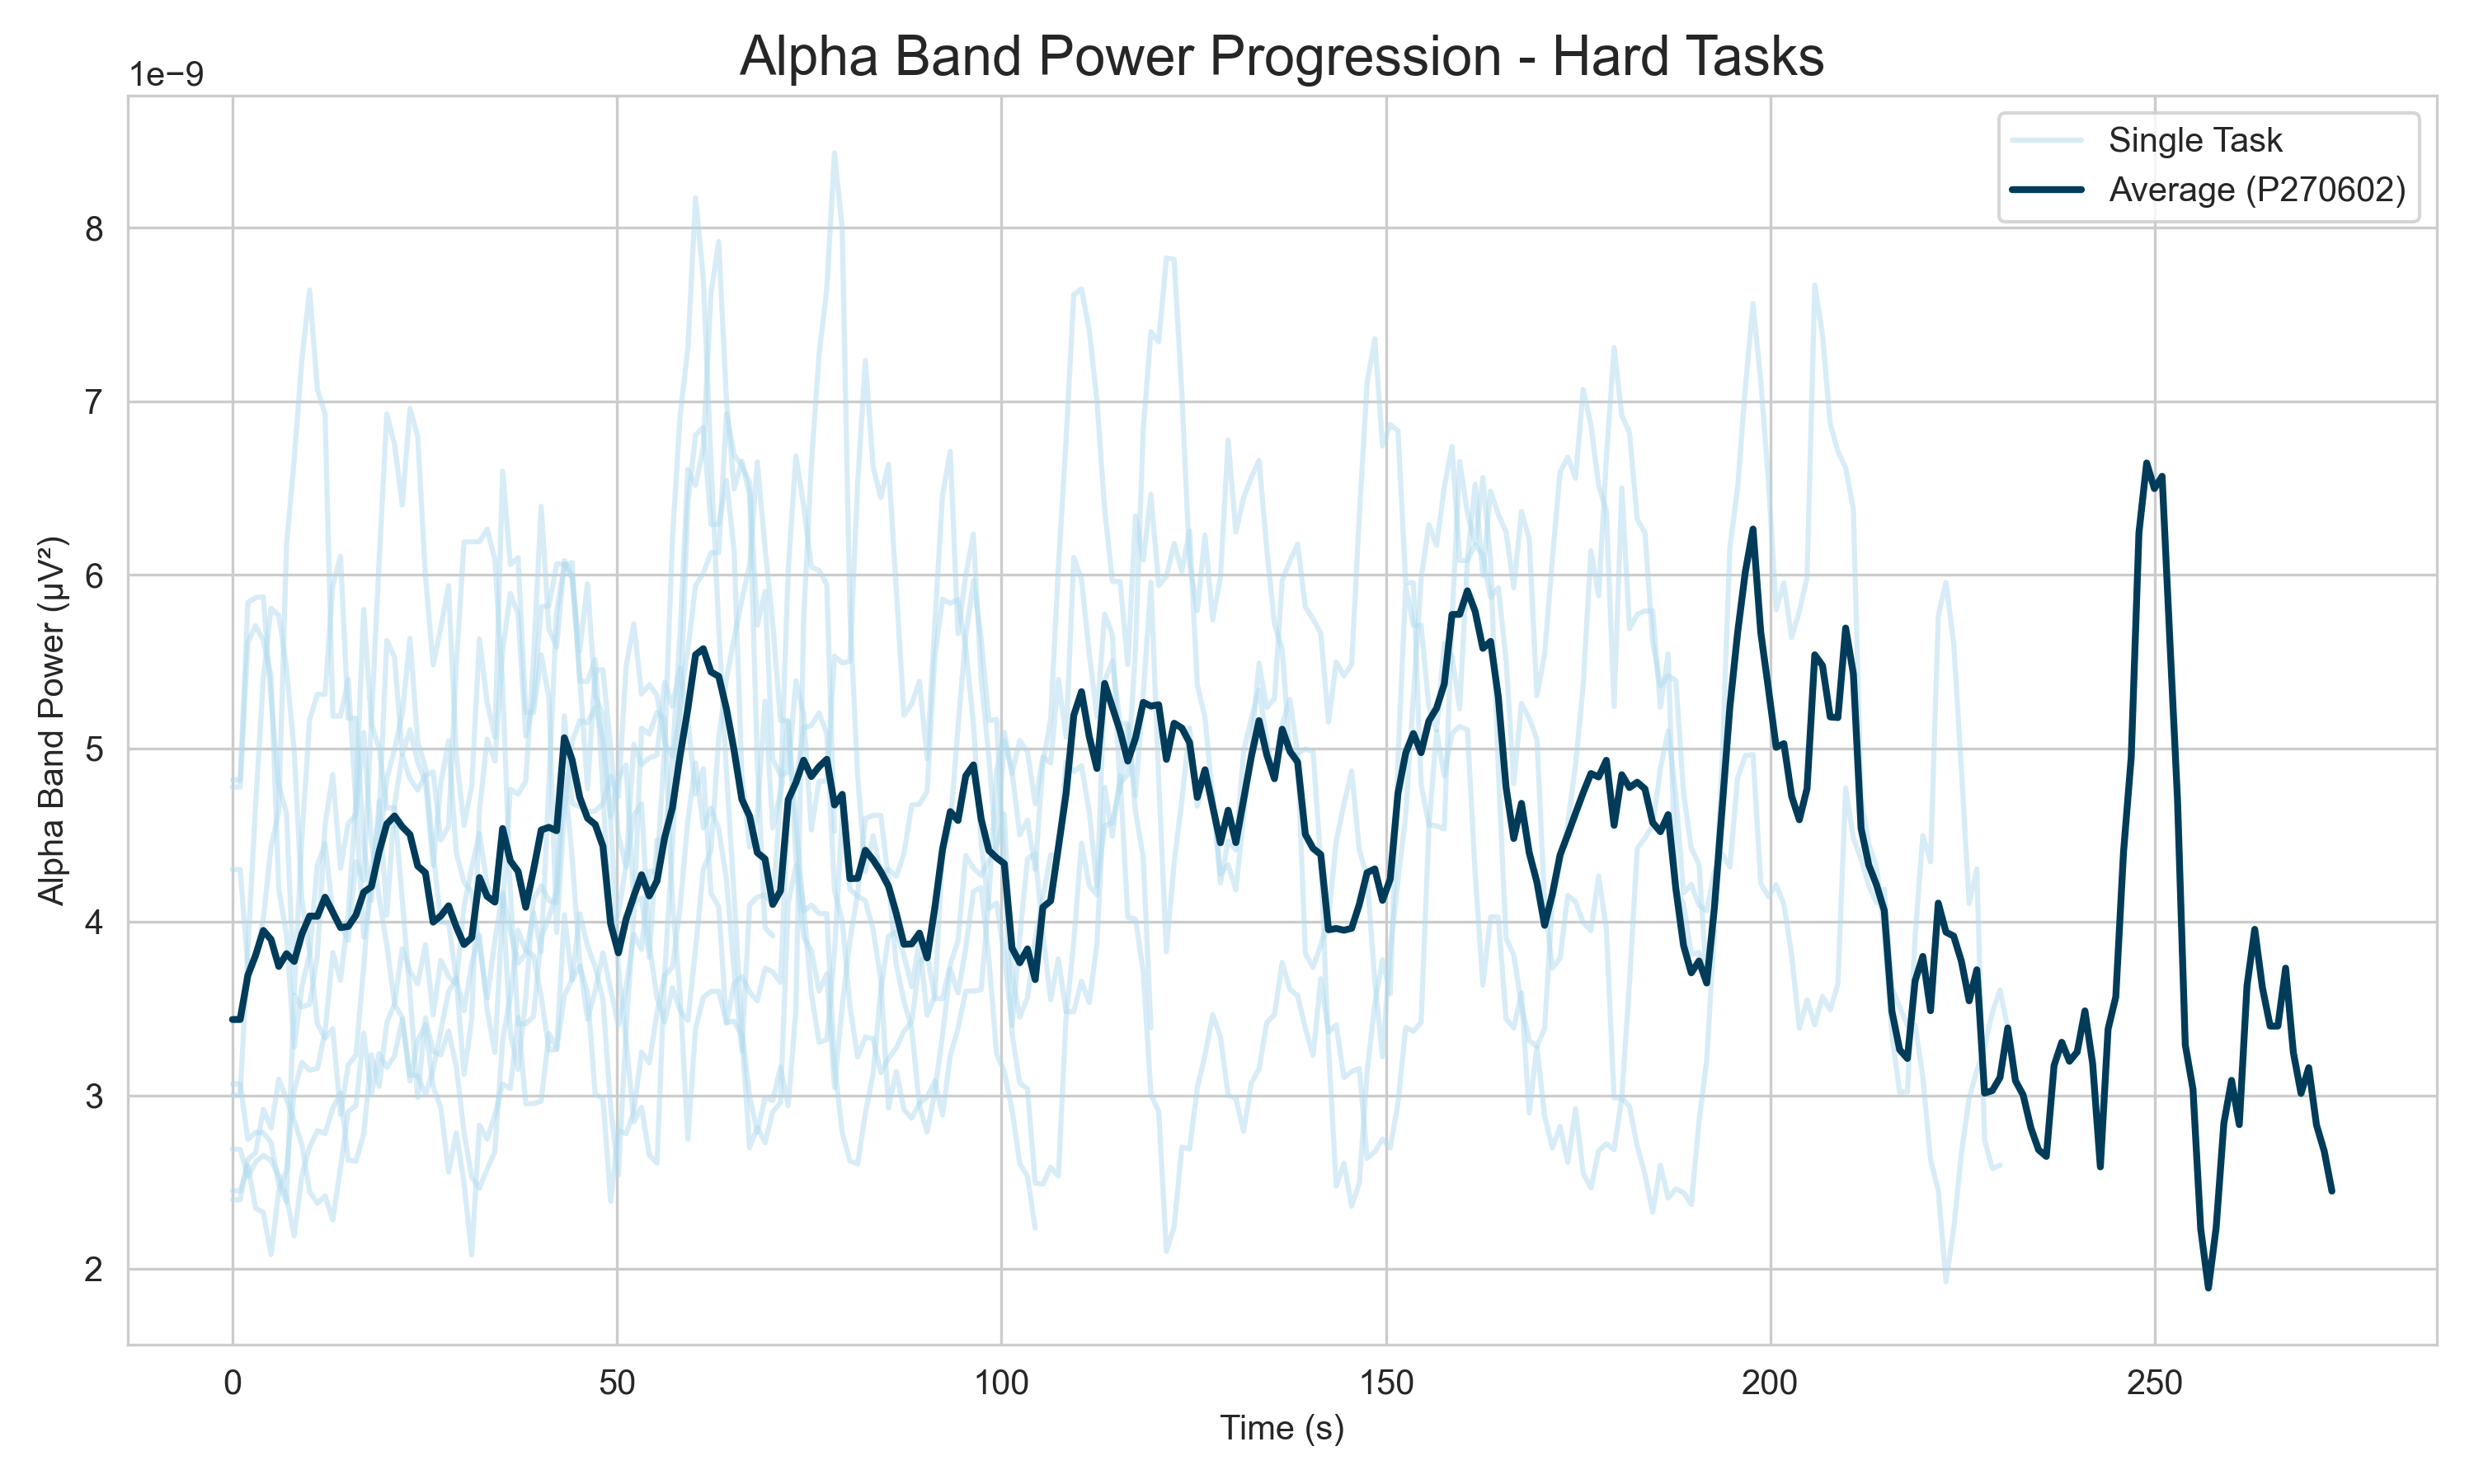 Alpha Band Power Progression - Hard Tasks
1e−9
Single Task
Average (P270602)
Alpha Band Power (µV²)
8
7
6
5
4
3
2
0
50
100
150
200
250
Time (s)